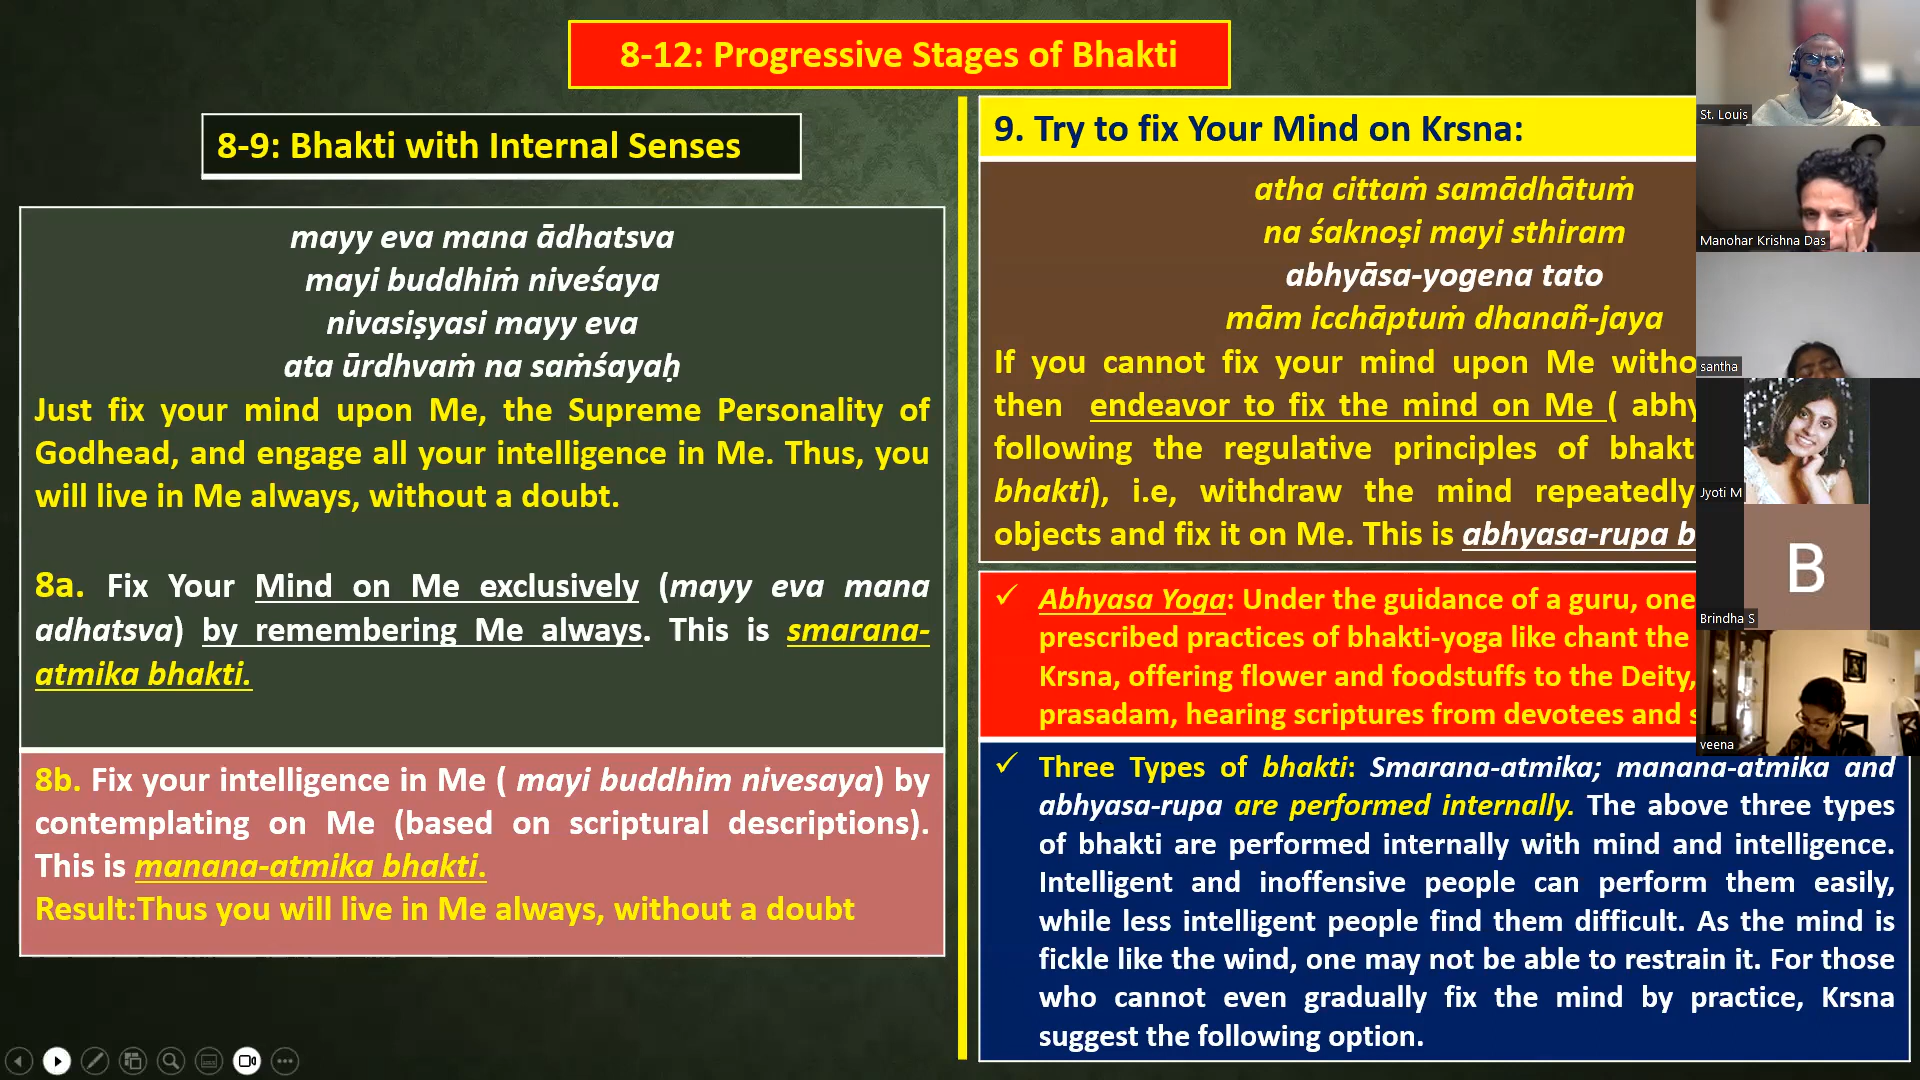 8-12: Progressive Stages of Bhakti
8-9: Bhakti with Internal Senses
mayy eva mana ādhatsva
mayi buddhiṁ niveśaya
nivasiṣyasi mayy eva
ata ūrdhvaṁ na saṁśayaḥ
Just fix your mind upon Me, the Supreme Personality of
Godhead, and engage all your intelligence in Me. Thus, you
will live in Me always, without a doubt.
8a. Fix Your Mind on Me exclusively (mayy eva mana
adhatsva) by remembering Me always. This is smarana-
atmika bhakti.
8b. Fix your intelligence in Me ( mayi buddhim nivesaya) by
contemplating on Me (based on scriptural descriptions).
This is manana-atmika bhakti.
Result:Thus you will live in Me always, without a doubt
9. Try to fix Your Mind on Krsna:
atha cittaṁ samādhātuṁ
na śaknoṣi mayi sthiram
abhyāsa-yogena tato
mām icchāptuṁ dhanañ-jaya
If you cannot fix your mind upon Me
then endeavor to fix the mind on Me (
following the regulative principles of
bhakti), i.e, withdraw the mind repeatedly
objects and fix it on Me. This is abhyasa-rupa
✓ Abhyasa Yoga: Under the guidance of a guru, one
prescribed practices of bhakti-yoga like chant the
Krsna, offering flower and foodstuffs to the Deity,
prasadam, hearing scriptures from devotees and
✓ Three Types of bhakti: Smarana-atmika; manana-atmika and
abhyasa-rupa are performed internally. The above three types
of bhakti are performed internally with mind and intelligence.
Intelligent and inoffensive people can perform them easily,
while less intelligent people find them difficult. As the mind is
fickle like the wind, one may not be able to restrain it. For those
who cannot even gradually fix the mind by practice, Krsna
suggest the following option.
St. Louis
Manohar Krishna Das
santha
Jyoti M
B
Brindha S
veena